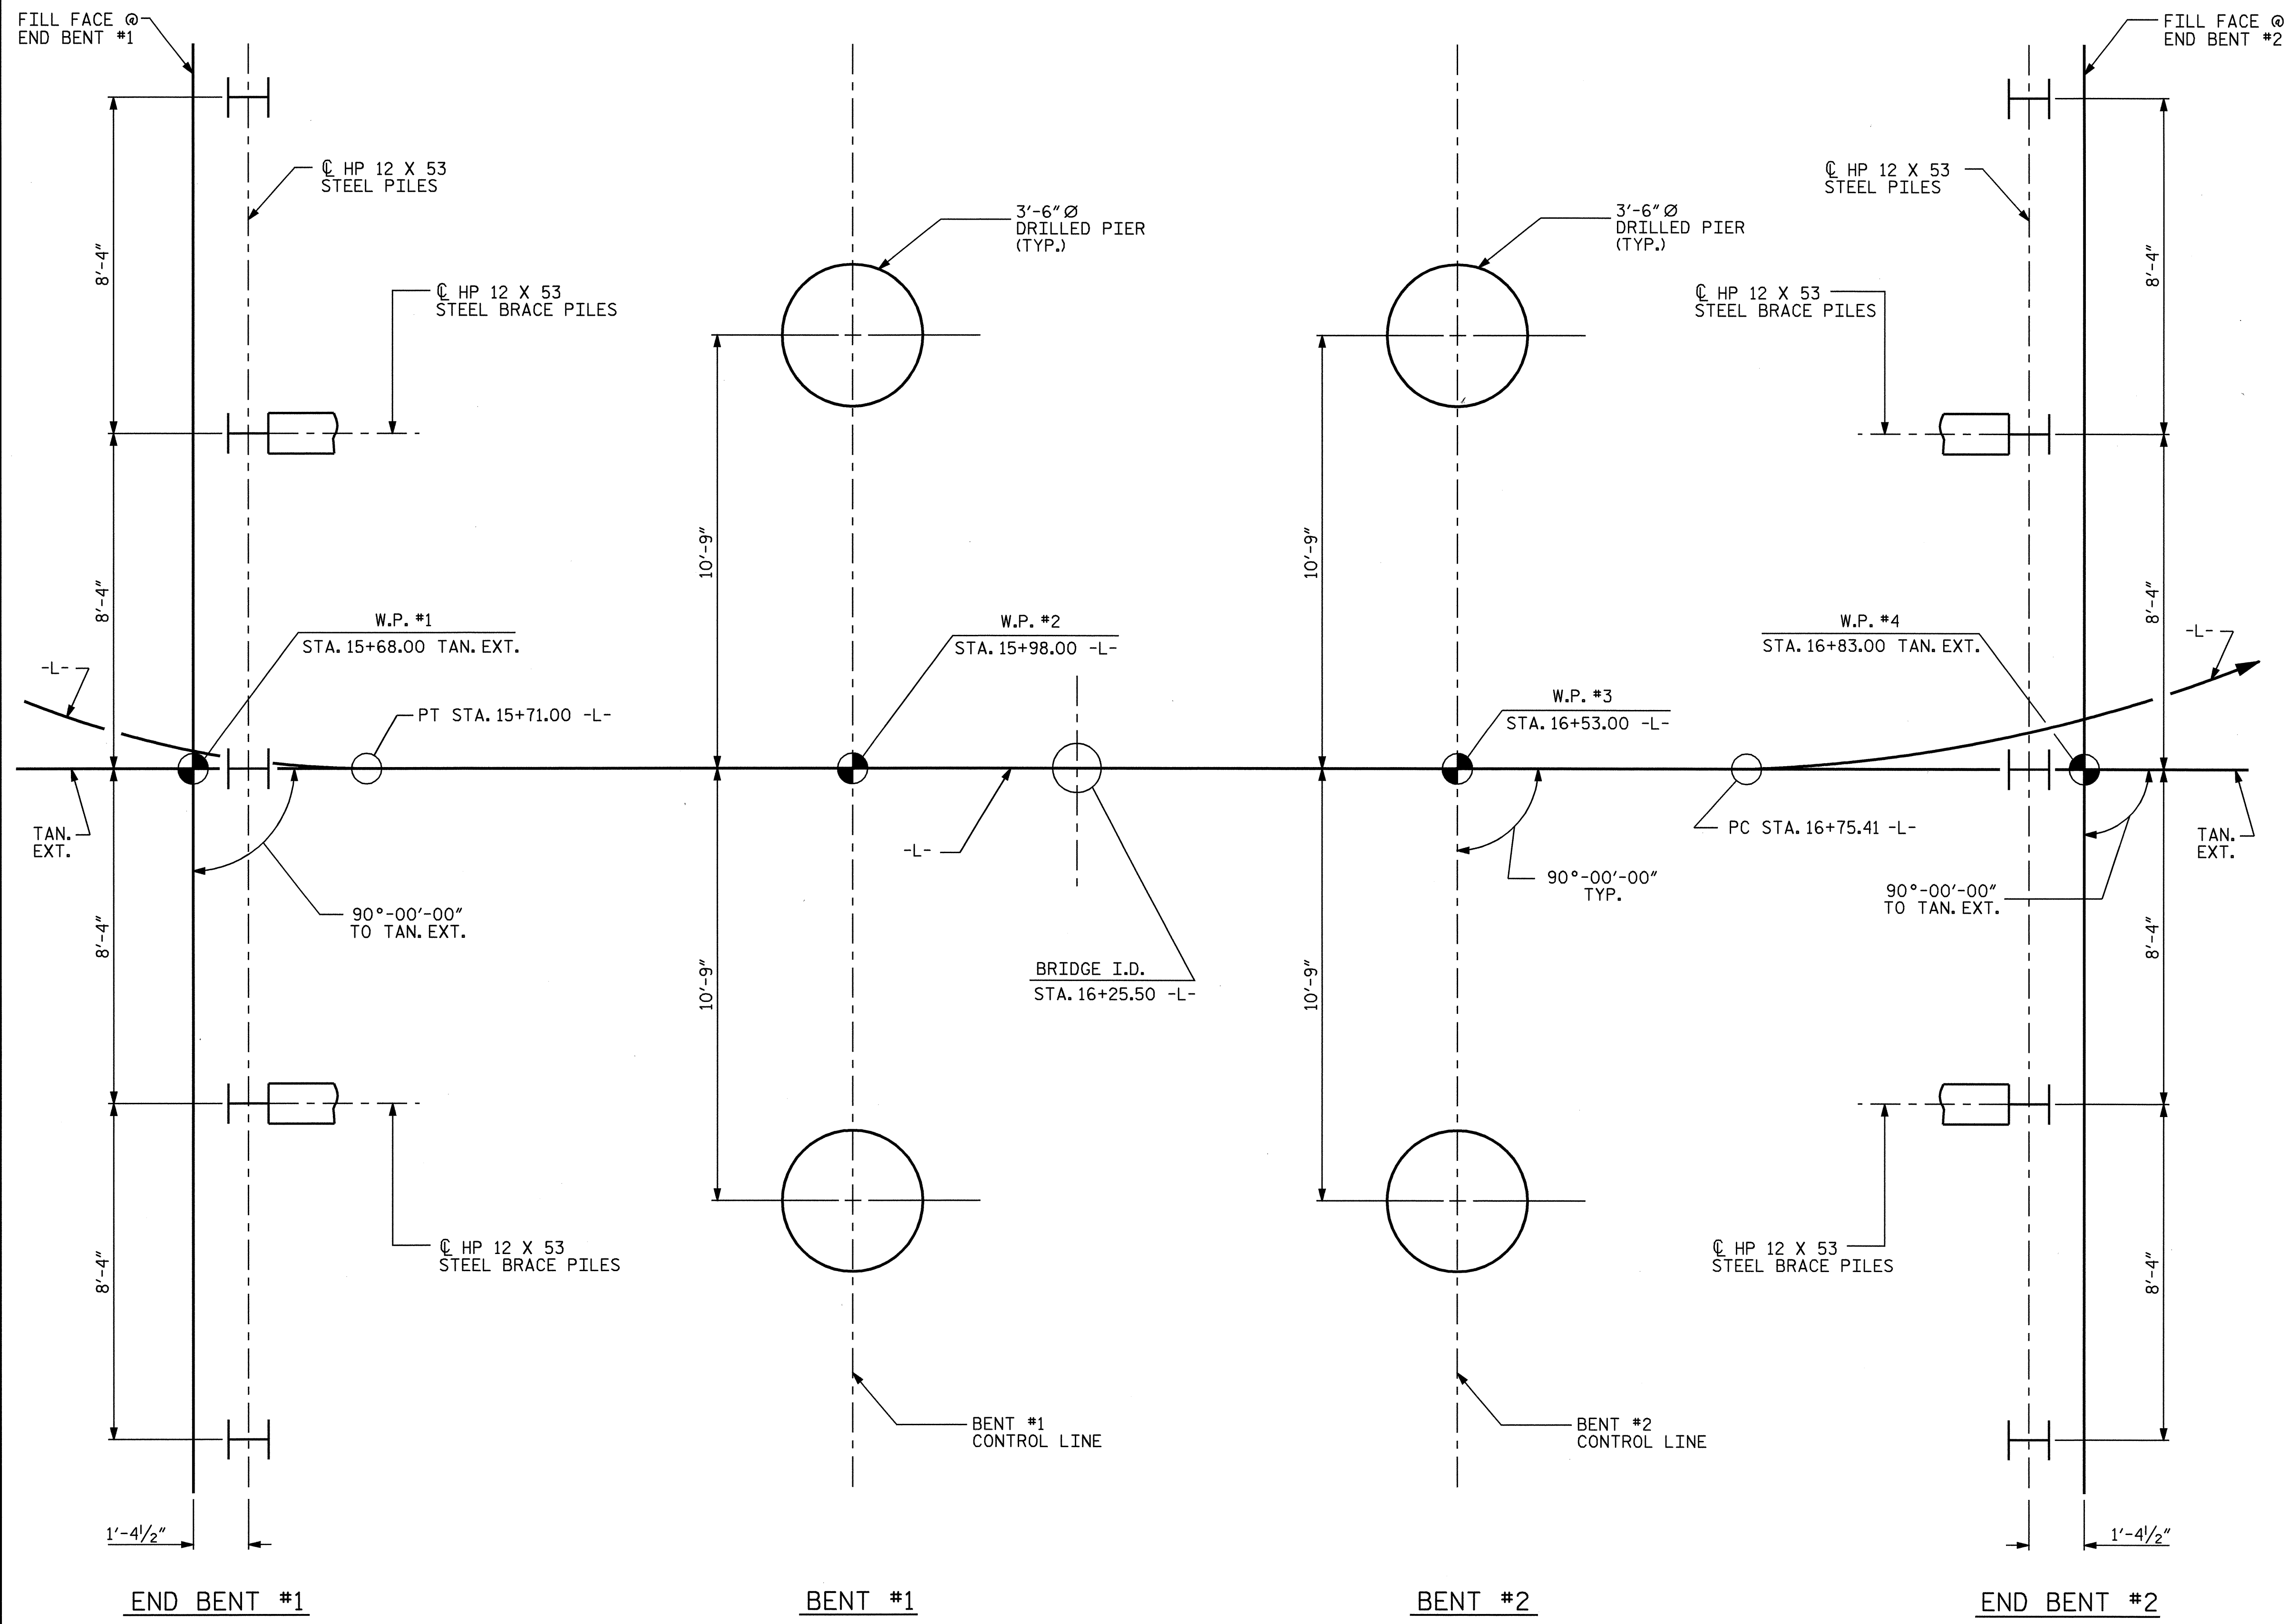 FILL FACE @
END BENT #1
FILL FACE @
END BENT #2
℄ HP 12 X 53
STEEL PILES
℄ HP 12 X 53
STEEL PILES
3'-6" Ø
DRILLED PIER
(TYP.)
3'-6" Ø
DRILLED PIER
(TYP.)
8'-4"
8'-4"
℄ HP 12 X 53
STEEL BRACE PILES
℄ HP 12 X 53
STEEL BRACE PILES
10'-9"
10'-9"
8'-4"
8'-4"
W.P. #1
STA. 15+68.00 TAN. EXT.
W.P. #2
STA. 15+98.00 -L-
W.P. #4
STA. 16+83.00 TAN. EXT.
-L-
-L-
W.P. #3
STA. 16+53.00 -L-
PT STA. 15+71.00 -L-
PC STA. 16+75.41 -L-
TAN.
EXT.
TAN.
EXT.
-L-
90°-00'-00"
TYP.
90°-00'-00"
TO TAN. EXT.
90°-00'-00"
TO TAN. EXT.
8'-4"
8'-4"
10'-9"
10'-9"
BRIDGE I.D.
STA. 16+25.50 -L-
℄ HP 12 X 53
STEEL BRACE PILES
℄ HP 12 X 53
STEEL BRACE PILES
8'-4"
8'-4"
BENT #1
CONTROL LINE
BENT #2
CONTROL LINE
1'-4½"
1'-4½"
END BENT #1
BENT #1
BENT #2
END BENT #2